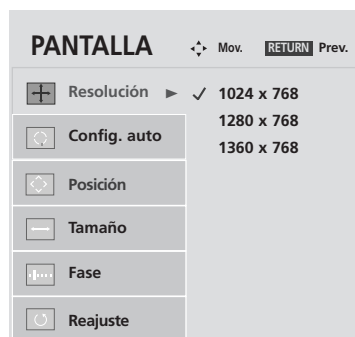 PANTALLA Mov. RETURN Prev.
Resolución 1024 x 768
1280 x 768
1360 x 768
Config. auto
Posición
Tamaño
Fase
Reajuste